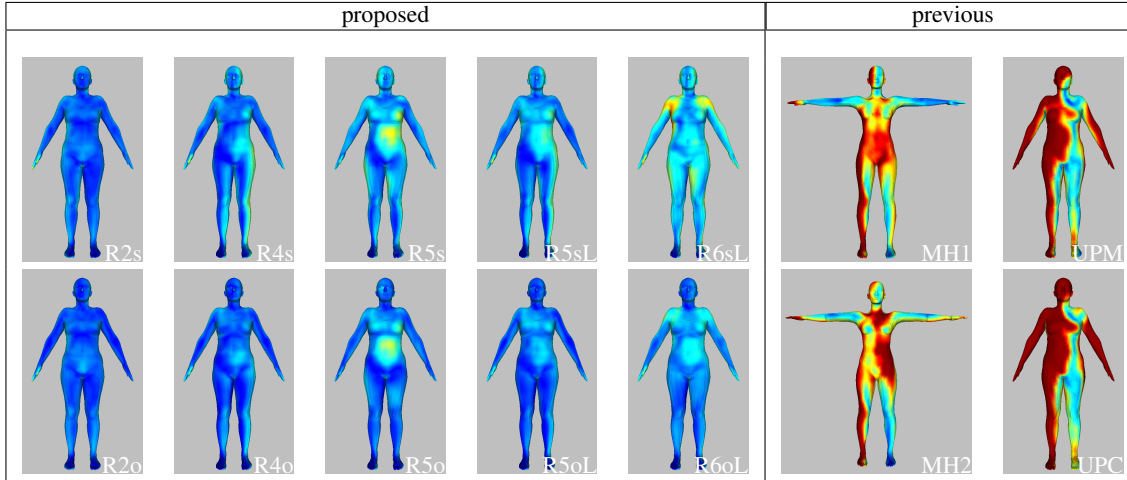 proposed previous
R2s R4s R5s R5sL R6sL MH1 UPM
R2o R4o R5o R5oL R6oL MH2 UPC